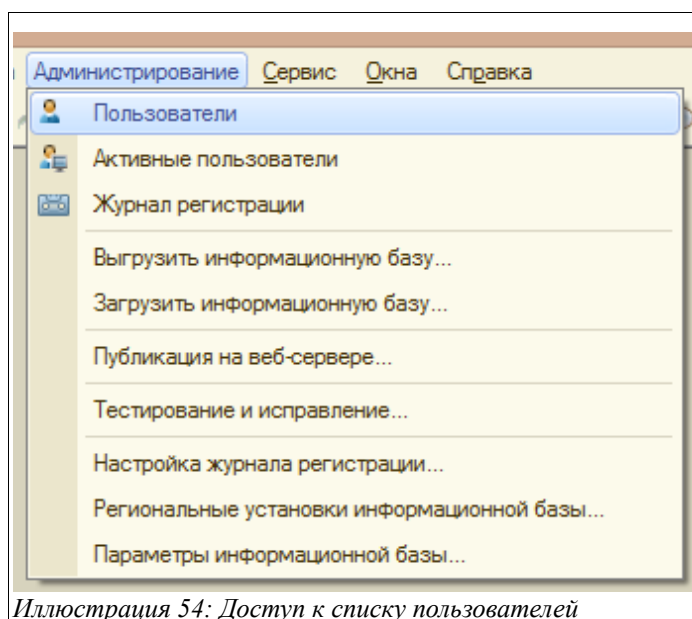 Администрирование Сервис Окна Справка
Пользователи
Активные пользователи
Журнал регистрации
Выгрузить информационную базу...
Загрузить информационную базу...
Публикация на веб-сервере...
Тестирование и исправление...
Настройка журнала регистрации...
Региональные установки информационной базы...
Параметры информационной базы...
Иллюстрация 54: Доступ к списку пользователей